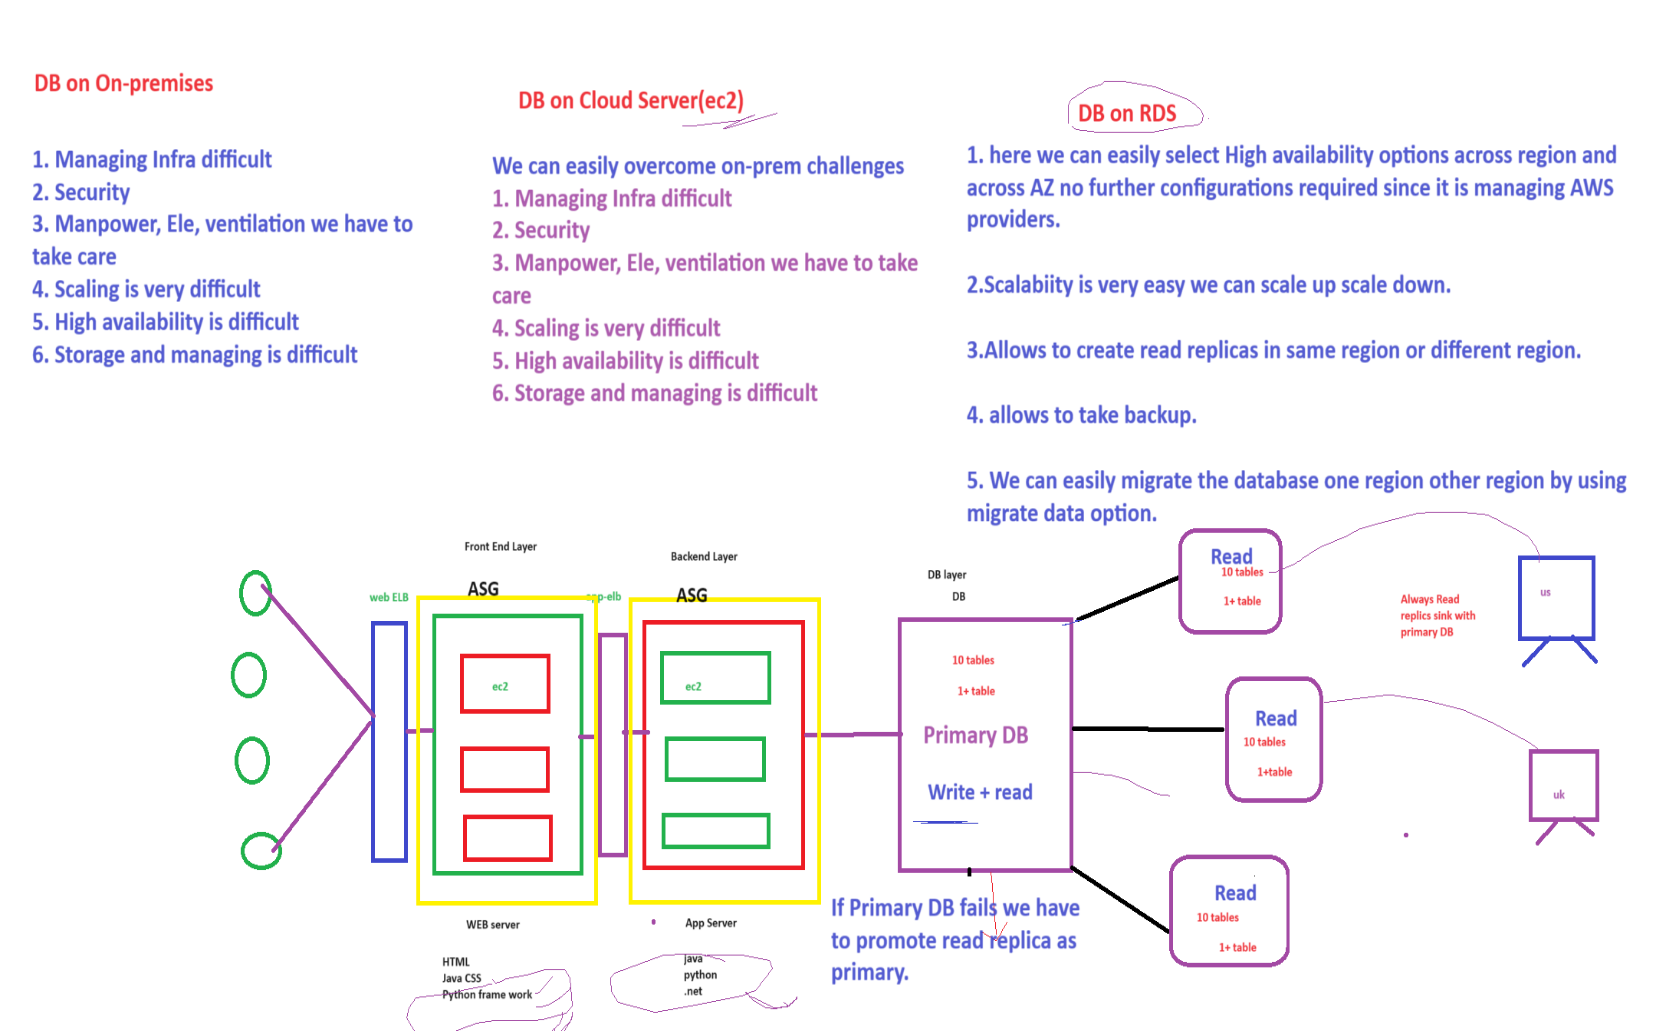 DB on On-premises
1. Managing Infra difficult
2. Security
3. Manpower, Ele, ventilation we have to
take care
4. Scaling is very difficult
5. High availability is difficult
6. Storage and managing is difficult
DB on Cloud Server(ec2)
We can easily overcome on-prem challenges
1. Managing Infra difficult
2. Security
3. Manpower, Ele, ventilation we have to take
care
4. Scaling is very difficult
5. High availability is difficult
6. Storage and managing is difficult
DB on RDS
1. here we can easily select High availability options across region and
across AZ no further configurations required since it is managing AWS
providers.
2.Scalabiity is very easy we can scale up scale down.
3.Allows to create read replicas in same region or different region.
4. allows to take backup.
5. We can easily migrate the database one region other region by using
migrate data option.
Front End Layer
ASG
web ELB
ec2
WEB server
HTML
Java CSS
Python frame work
app-elb
Backend Layer
ASG
ec2
App Server
java
python
.net
DB layer
DB
10 tables
1+ table
Primary DB
Write + read
If Primary DB fails we have
to promote read replica as
primary.
Read
10 tables
1+ table
Read
10 tables
1+table
Read
10 tables
1+ table
Always Read
replics sink with
primary DB
us
uk